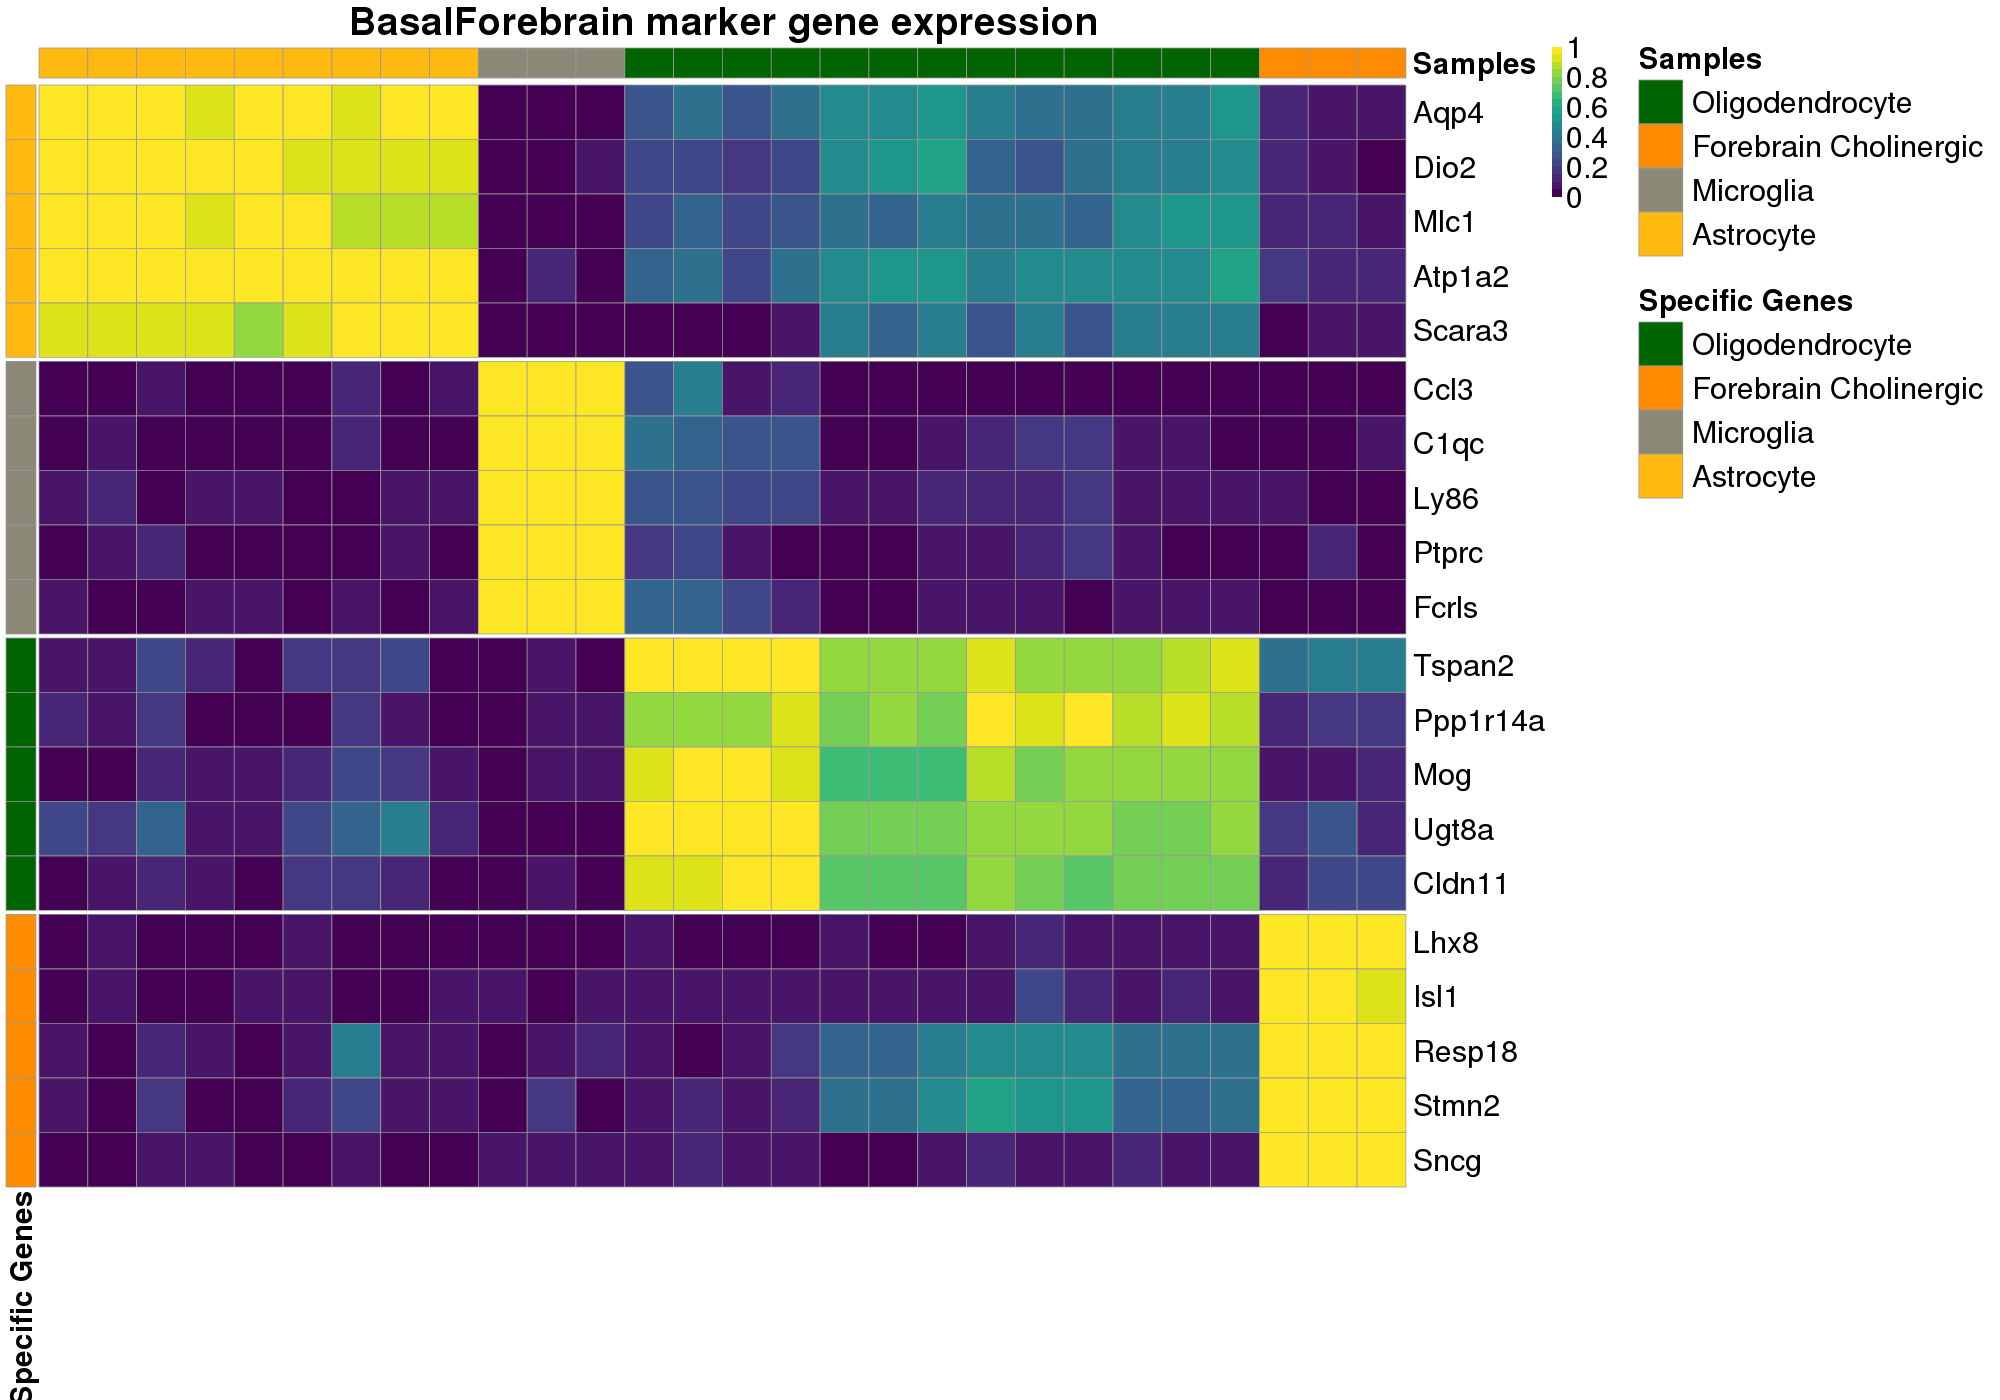 BasalForebrain marker gene expression
Samples
1
0.8
0.6
0.4
0.2
0
Samples
Oligodendrocyte
Forebrain Cholinergic
Microglia
Astrocyte
Specific Genes
Oligodendrocyte
Forebrain Cholinergic
Microglia
Astrocyte
Aqp4
Dio2
Mlc1
Atp1a2
Scara3
Ccl3
C1qc
Ly86
Ptprc
Fcrls
Tspan2
Ppp1r14a
Mog
Ugt8a
Cldn11
Lhx8
Isl1
Resp18
Stmn2
Sncg
Specific Genes